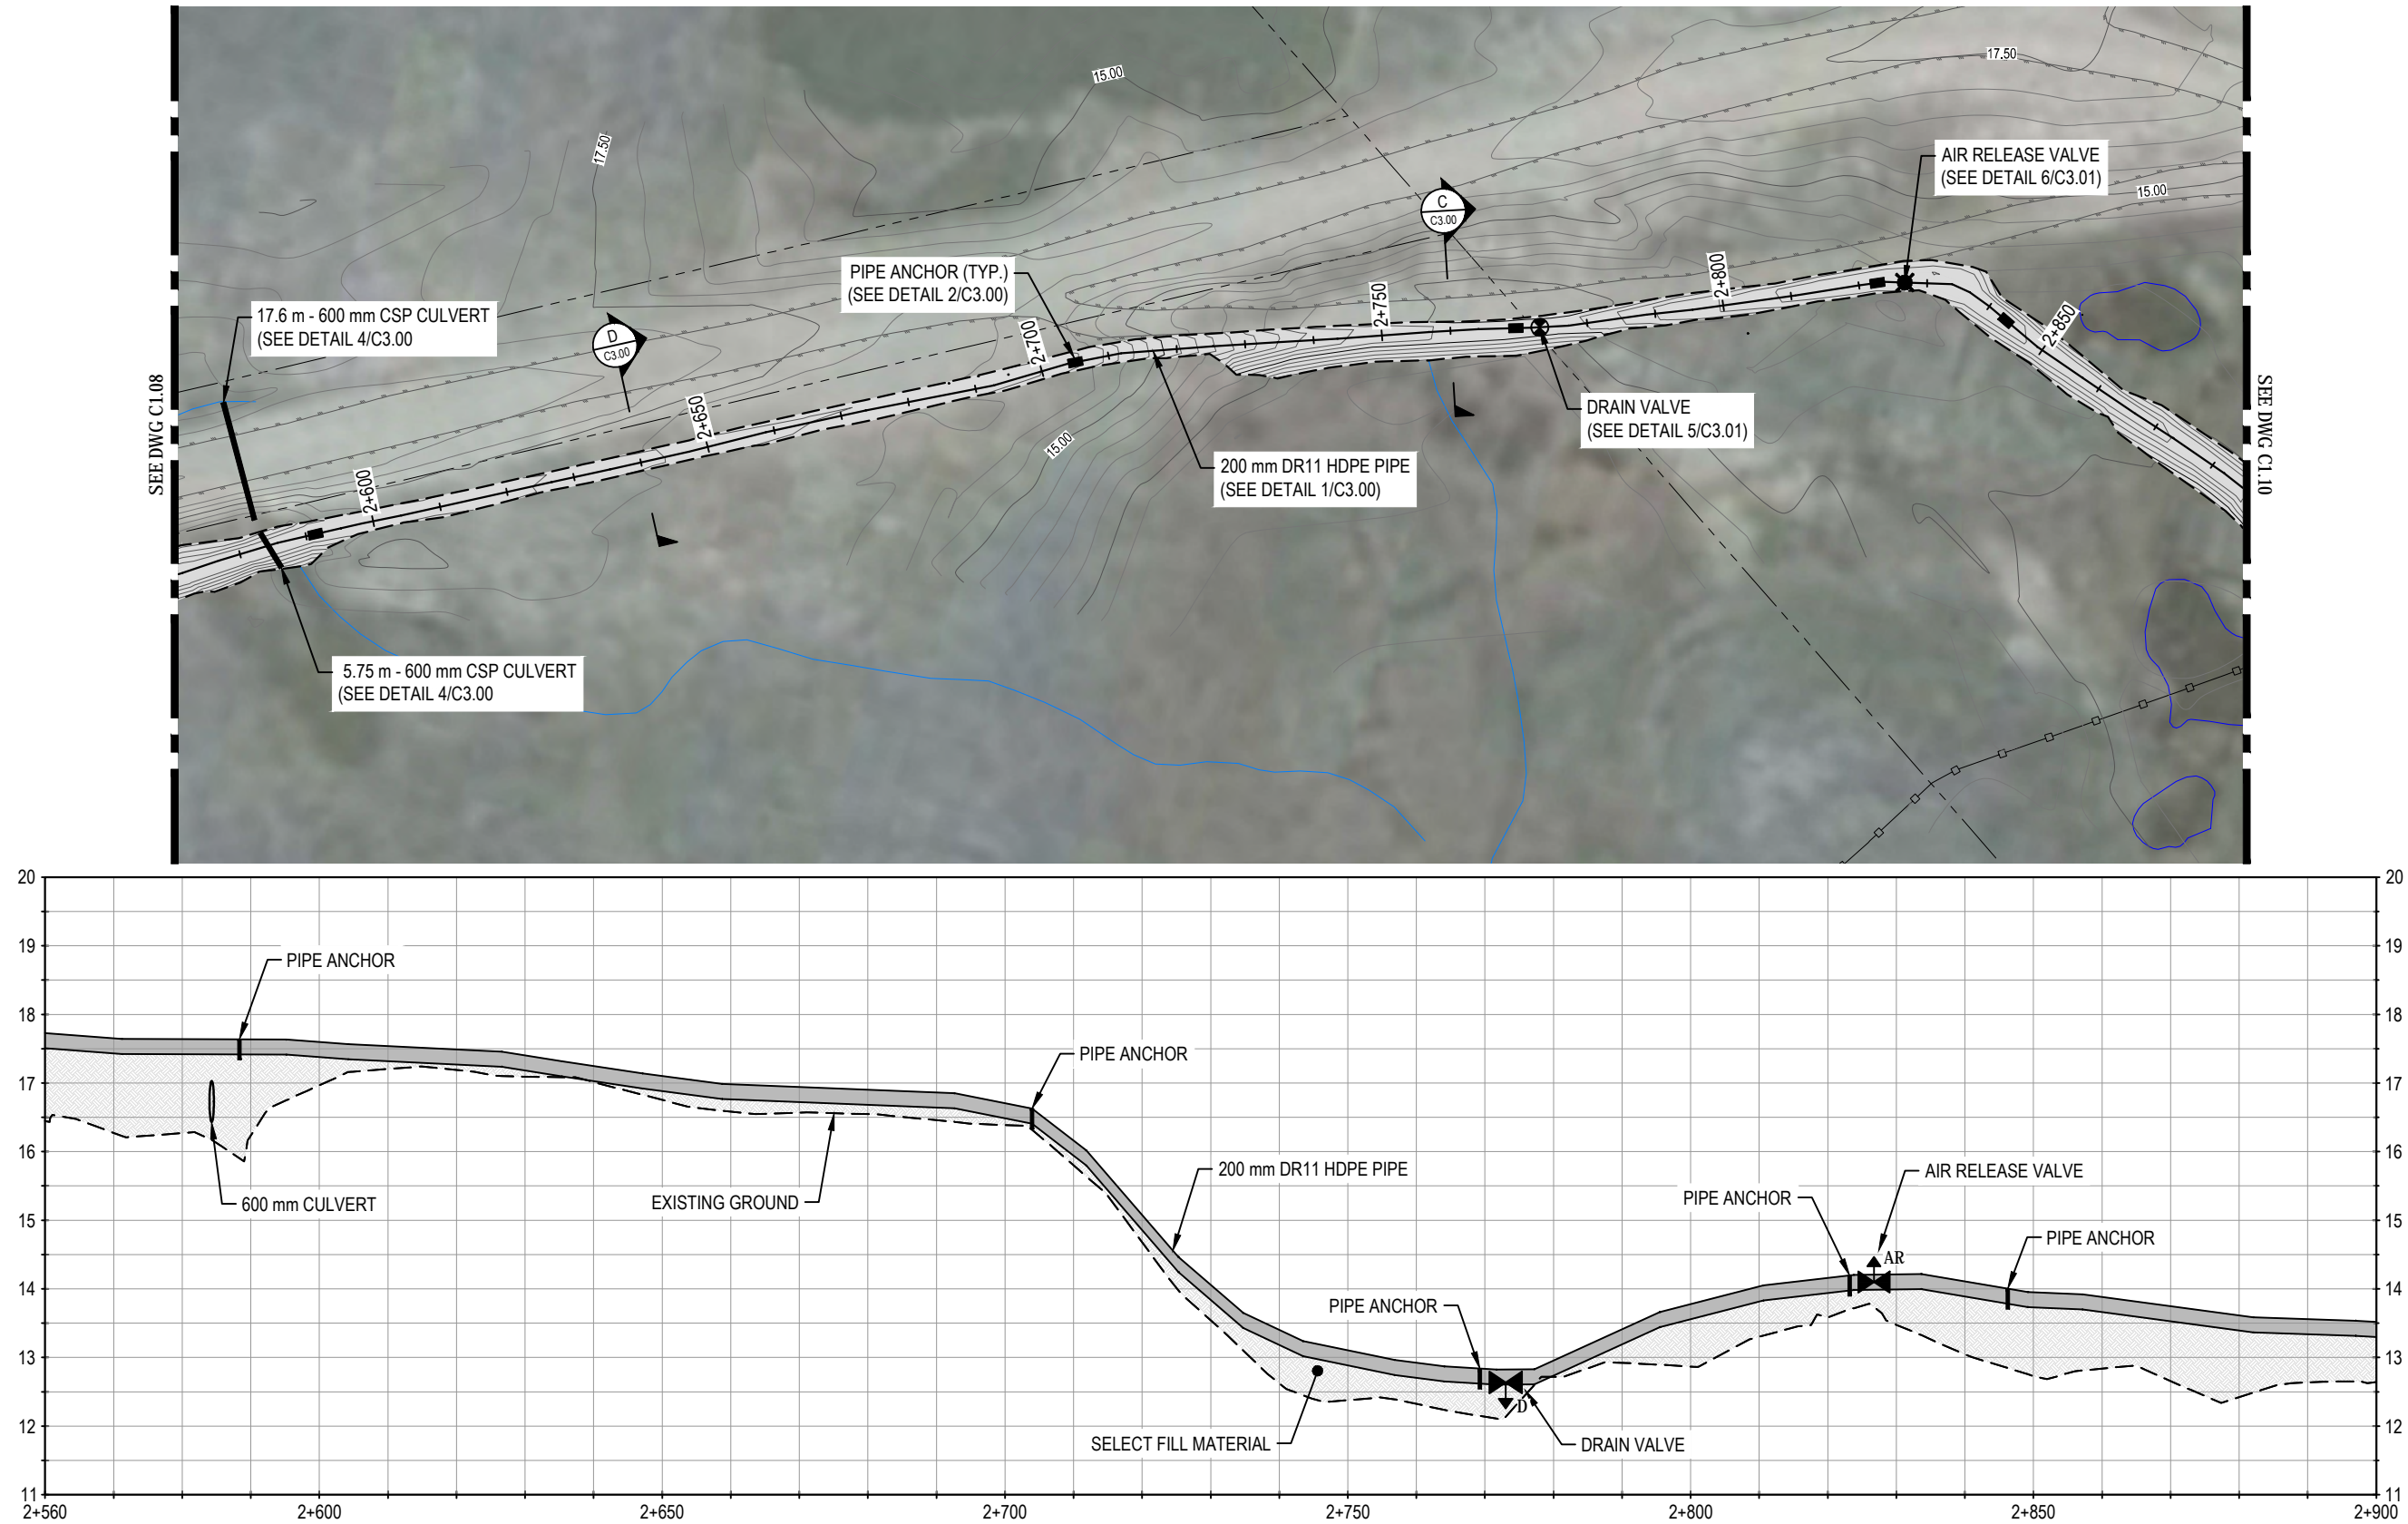 15.00
17.50
17.50
AIR RELEASE VALVE
(SEE DETAIL 6/C3.01)
15.00
C
C3.00
PIPE ANCHOR (TYP.)
(SEE DETAIL 2/C3.00)
2+800
2+750
17.6 m - 600 mm CSP CULVERT
(SEE DETAIL 4/C3.00
D
C3.00
2+700
2+850
SEE DWG C1.08
SEE DWG C1.10
DRAIN VALVE
(SEE DETAIL 5/C3.01)
2+650
15.00
200 mm DR11 HDPE PIPE
(SEE DETAIL 1/C3.00)
2+600
5.75 m - 600 mm CSP CULVERT
(SEE DETAIL 4/C3.00
20
20
19
PIPE ANCHOR
19
18
18
PIPE ANCHOR
17
17
16
16
200 mm DR11 HDPE PIPE
AIR RELEASE VALVE
600 mm CULVERT
EXISTING GROUND
PIPE ANCHOR
15
15
PIPE ANCHOR
AR
14
14
PIPE ANCHOR
13
13
D
12
12
SELECT FILL MATERIAL
DRAIN VALVE
11
11
2+560
2+600
2+650
2+700
2+750
2+800
2+850
2+900